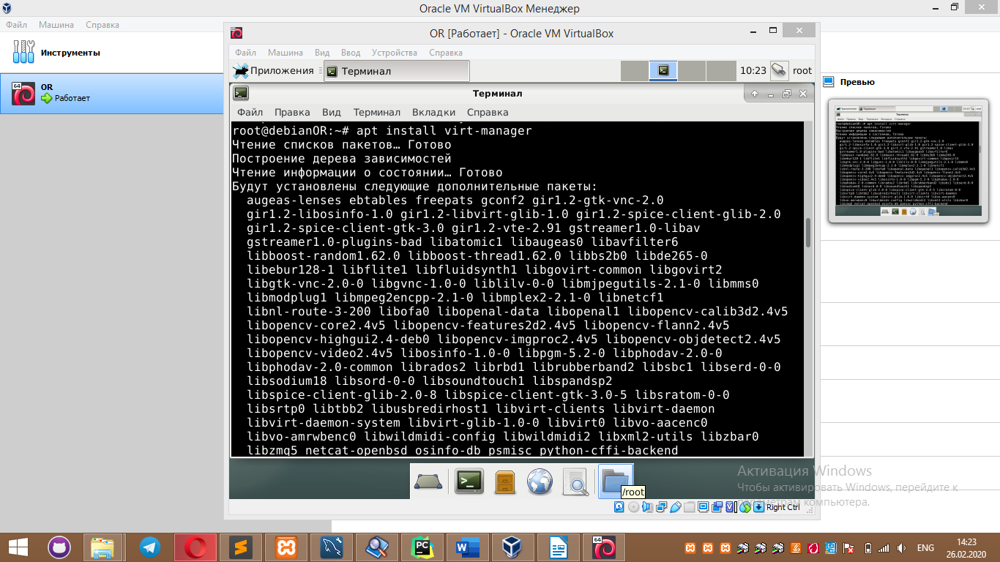 Oracle VM VirtualBox Менеджер
Файл Машина Справка
Инструменты
64
OR
Работает
OR [Работает] - Oracle VM VirtualBox
Файл Машина Вид Ввод Устройства Справка
Приложения Терминал 10:23 root
Терминал
Файл Правка Вид Терминал Вкладки Справка
root@debianOR:~# apt install virt-manager
Чтение списков пакетов… Готово
Построение дерева зависимостей
Чтение информации о состоянии… Готово
Будут установлены следующие дополнительные пакеты:
augeas-lenses ebtables freepats gconf2 gir1.2-gtk-vnc-2.0
gir1.2-libosinfo-1.0 gir1.2-libvirt-glib-1.0 gir1.2-spice-client-glib-2.0
gir1.2-spice-client-gtk-3.0 gir1.2-vte-2.91 gstreamer1.0-libav
gstreamer1.0-plugins-bad libatomic1 libaugeas0 libavfilter6
libboost-random1.62.0 libboost-thread1.62.0 libbs2b0 libde265-0
libebur128-1 libflite1 libfluidsynth1 libgovirt-common libgovirt2
libgtk-vnc-2.0-0 libgvnc-1.0-0 liblilv-0-0 libmjpegutils-2.1-0 libmms0
libmodplug1 libmpeg2encpp-2.1-0 libmplex2-2.1-0 libnetcf1
libnl-route-3-200 libofa0 libopenal-data libopenal1 libopencv-calib3d2.4v5
libopencv-core2.4v5 libopencv-features2d2.4v5 libopencv-flann2.4v5
libopencv-highgui2.4-deb0 libopencv-imgproc2.4v5 libopencv-objdetect2.4v5
libopencv-video2.4v5 libosinfo-1.0-0 libpgm-5.2-0 libphodav-2.0-0
libphodav-2.0-common librados2 librbd1 librubberband2 libsbc1 libserd-0-0
libsodium18 libsord-0-0 libsoundtouch1 libspandsp2
libspice-client-glib-2.0-8 libspice-client-gtk-3.0-5 libsratom-0-0
libsrtp0 libtbb2 libusbredirhost1 libvirt-clients libvirt-daemon
libvirt-daemon-system libvirt-glib-1.0-0 libvirt0 libvo-aacenc0
libvo-amrwbenc0 libwildmidi-config libwildmidi2 libxml2-utils libzbar0
libzmq5 netcat-openbsd osinfo-db psmisc python-cffi-backend
/root
Right Ctrl
Превью
Активация Windows
Чтобы активировать Windows, перейдите к
параметрам компьютера.
PC
W
64
ENG
14:23
26.02.2020